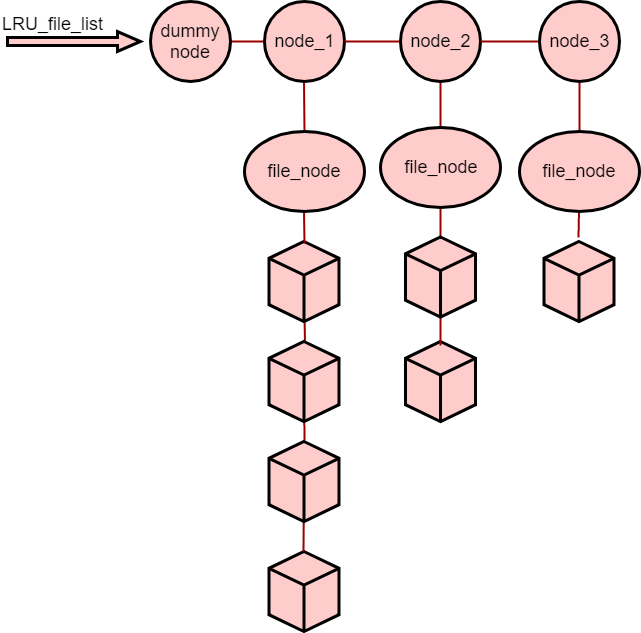 LRU_file_list
dummy
node
node_1
node_2
node_3
file_node
file_node
file_node